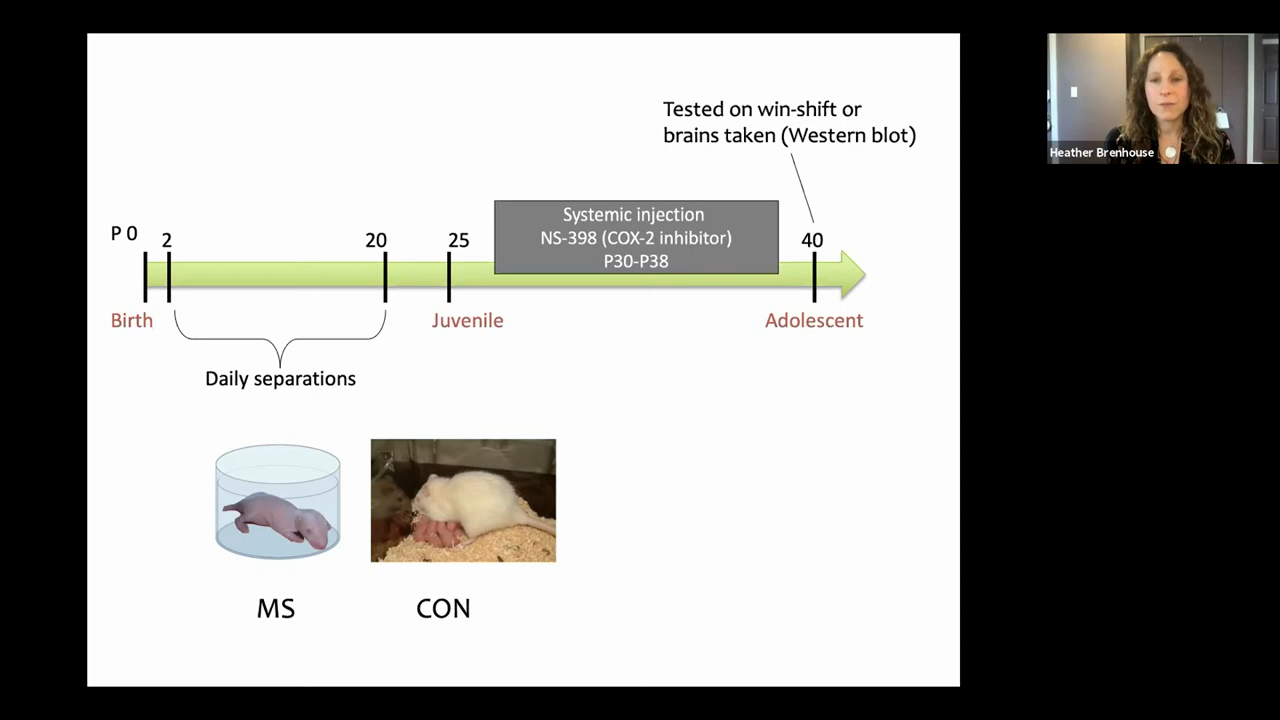 Tested on win-shift or
brains taken (Western blot)
Heather Brenhouse
Systemic injection
NS-398 (COX-2 inhibitor)
P30-P38
P 0
2
20
25
40
Birth
Juvenile
Adolescent
Daily separations
MS
CON